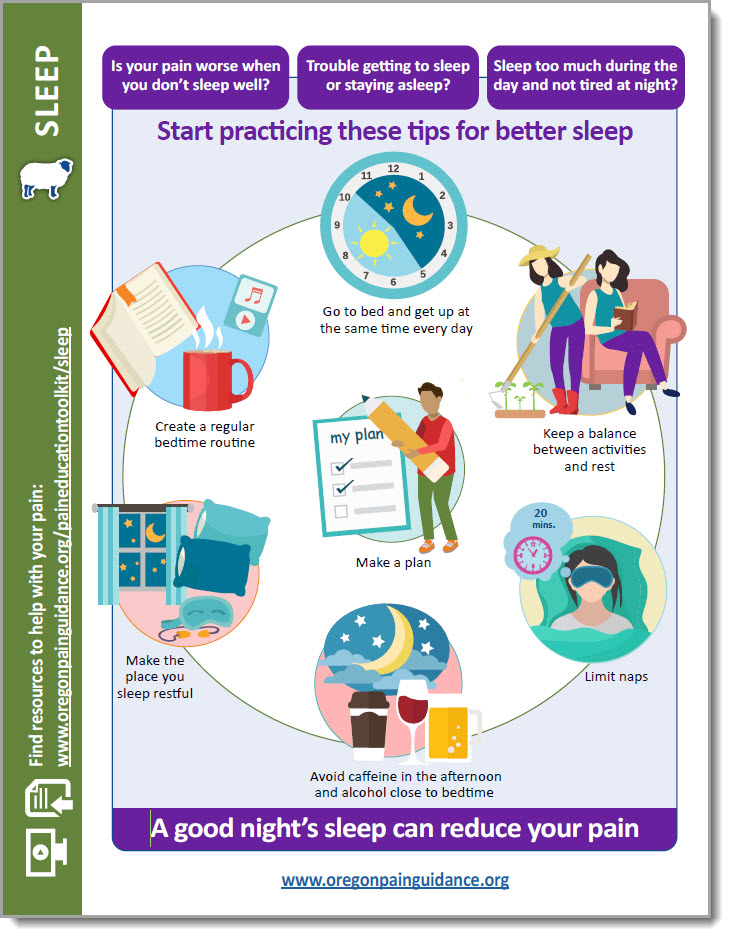 SLEEP
Find resources to help with your pain:
www.oregonpainguidance.org/paineducationtoolkit/sleep
Is your pain worse when
you don't sleep well?
Trouble getting to sleep
or staying asleep?
Sleep too much during the
day and not tired at night?
Start practicing these tips for better sleep
12
1
2
3
4
5
6
7
8
9
10
11
Go to bed and get up at
the same time every day
Create a regular
bedtime routine
Keep a balance
between activities
and rest
my plan
Make a plan
20
mins.
Make the
place you
sleep restful
Limit naps
Avoid caffeine in the afternoon
and alcohol close to bedtime
A good night's sleep can reduce your pain
www.oregonpainguidance.org